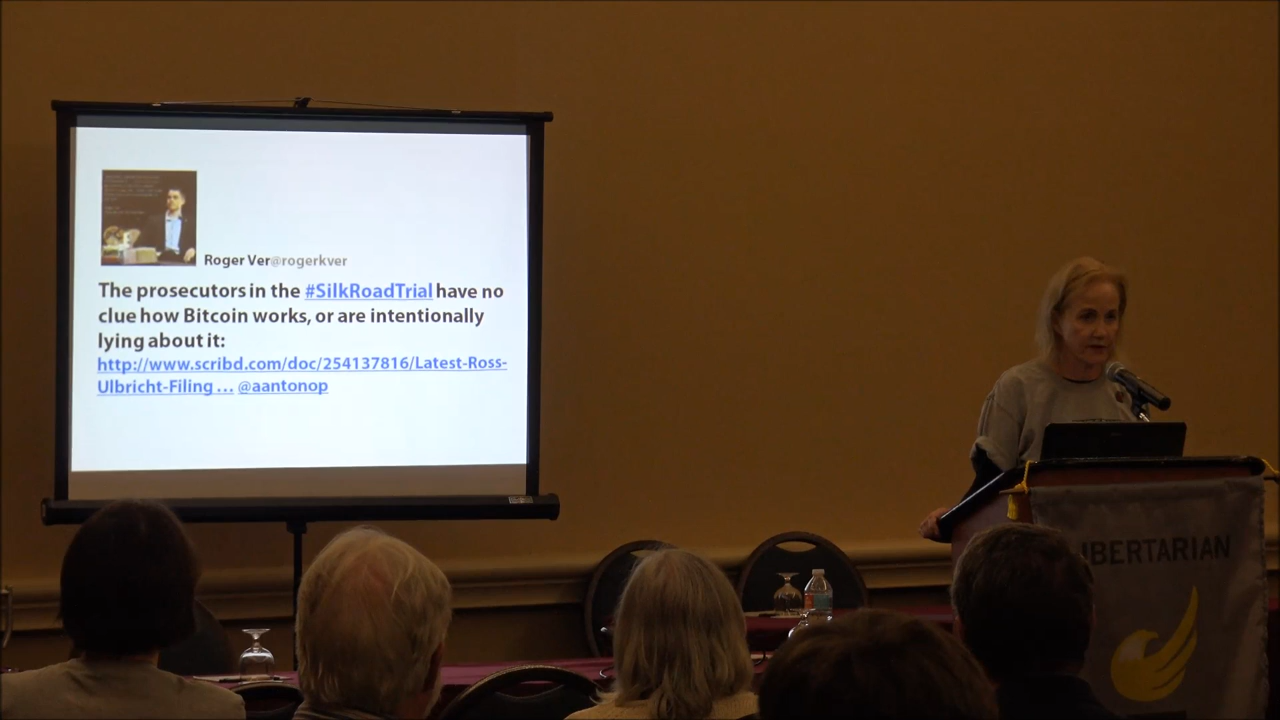 Roger Ver@rogerkver
The prosecutors in the #SilkRoadTrial have no
clue how Bitcoin works, or are intentionally
lying about it:
http://www.scribd.com/doc/254137816/Latest-Ross-
Ulbricht-Filing ... @aantonop
IBERTARIAN